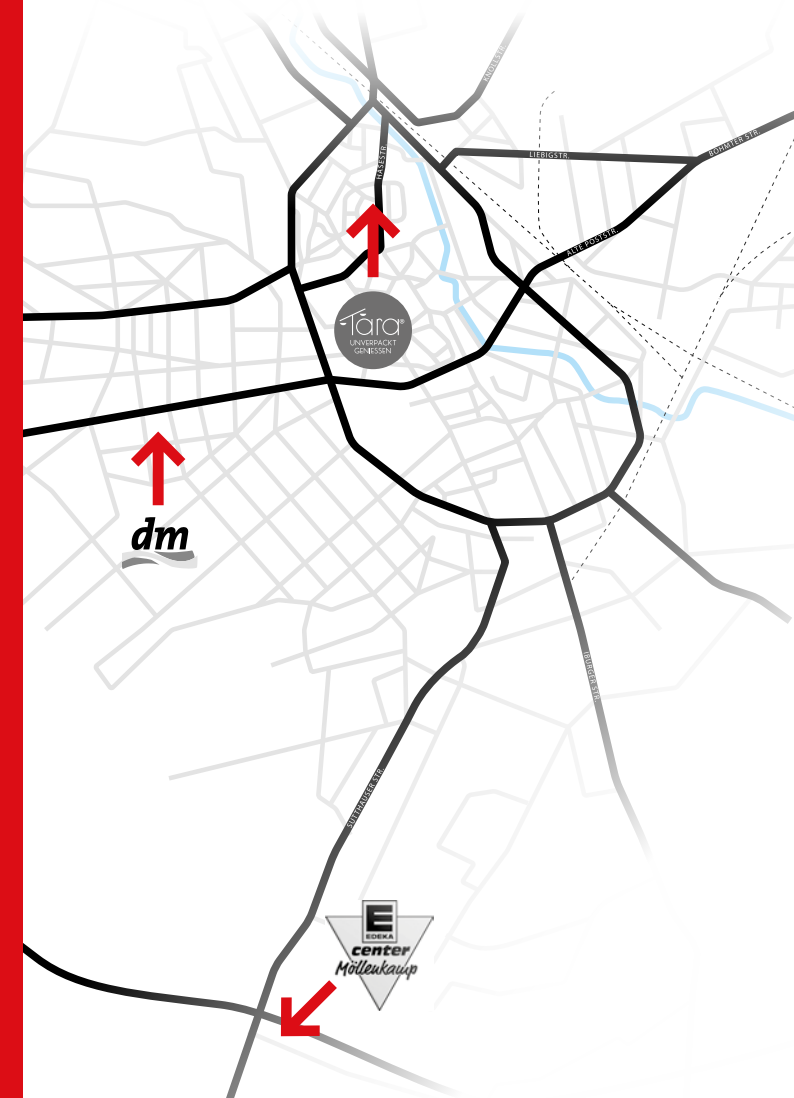 KNOLLSTR.
BOHMTER STR.
LIEBIGSTR.
HASESTR.
ALTE POSTSTR.
Tara®
UNVERPACKT
GENIESSEN
dm
IBURGER STR.
SUTTHAUSER STR.
E
EDEKA
center
Möllenkamp